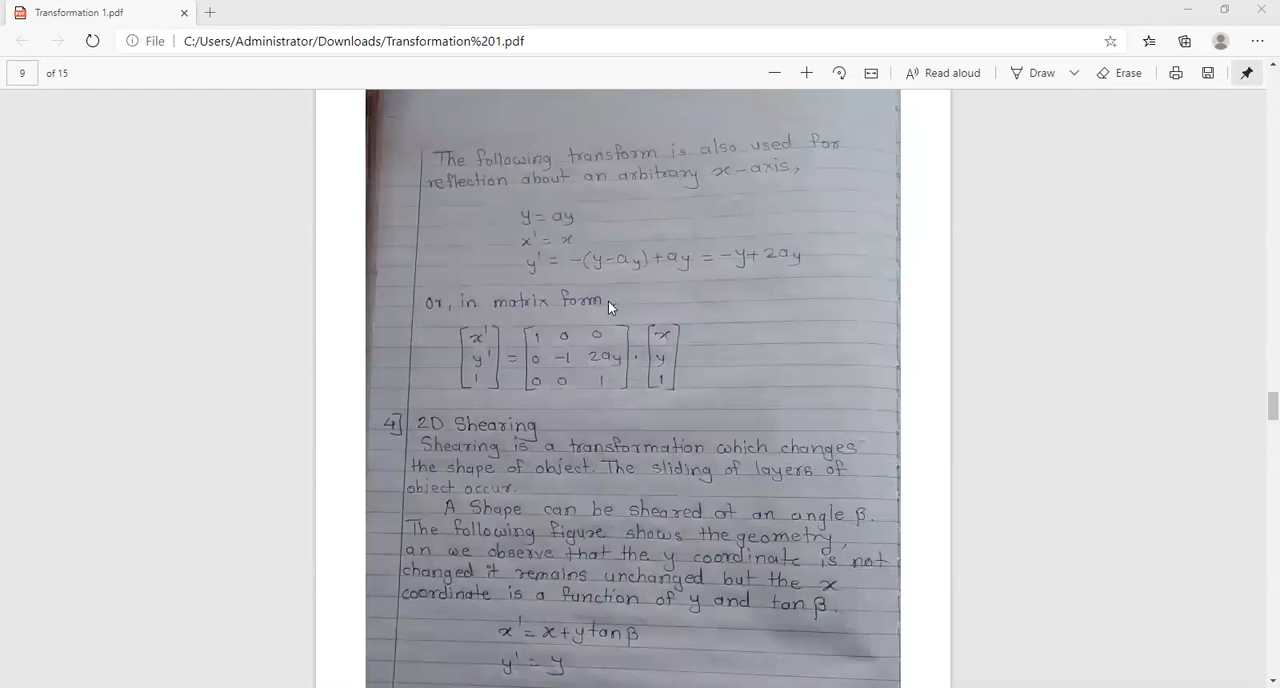 Transformation 1.pdf
File
C:/Users/Administrator/Downloads/Transformation%201.pdf
9 of 15
Read aloud
Draw
Erase
The following transform is also used for
reflection about an arbitrary x-axis,
y = ay
x' = x
y' = -(y-ay)+ay = -y+2ay
Or, in matrix form
[x'] = [1 0 0] . [x]
[y'] [0 -1 2ay] [y]
[1] [0 0 1] [1]
4] 2D Shearing
Shearing is a transformation which changes
the shape of object. The sliding of layers of
object occur.
A Shape can be sheared at an angle β.
The following figure shows the geometry,
an we observe that the y coordinate is not
changed it remains unchanged but the x
coordinate is a function of y and tan β.
x' = x+y tan β
y' = y